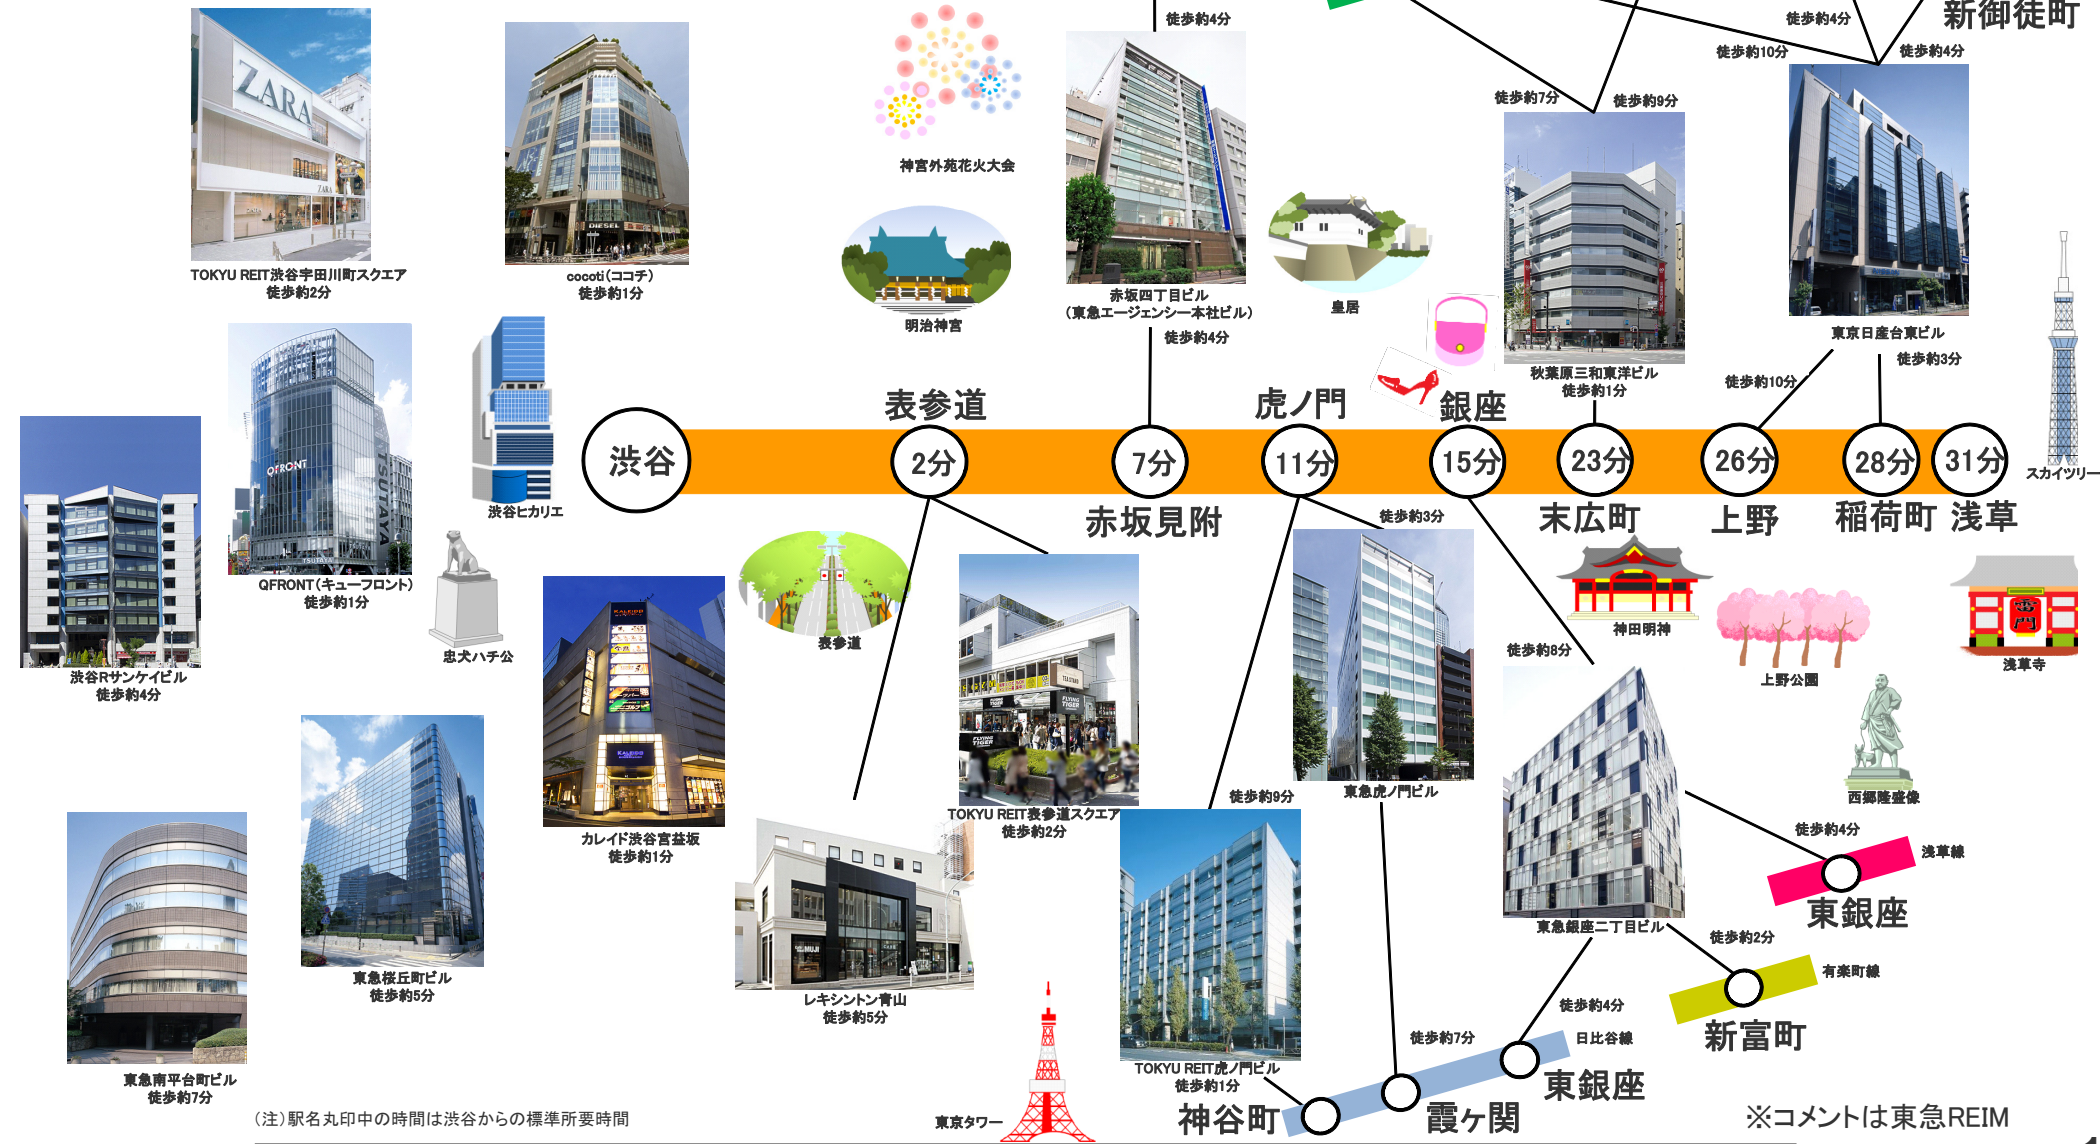 徒歩約4分
徒歩約4分
新御徒町
徒歩約10分
徒歩約4分
徒歩約7分
徒歩約9分
ZARA
ZARA
DIESEL
神宮外苑花火大会
TOKYU REIT渋谷宇田川町スクエア
徒歩約2分
cocoti(ココチ)
徒歩約1分
明治神宮
赤坂四丁目ビル
(東急エージェンシー本社ビル)
徒歩約4分
皇居
秋葉原三和東洋ビル
徒歩約1分
東京日産台東ビル
徒歩約10分
徒歩約3分
スカイツリー
QFRONT
TSUTAYA
TSUTAYA
QFRONT(キューフロント)
徒歩約1分
渋谷ヒカリエ
忠犬ハチ公
渋谷Rサンケイビル
徒歩約4分
表参道
虎ノ門
銀座
渋谷
2分
7分
11分
15分
23分
26分
28分
31分
赤坂見附
末広町
上野
稲荷町
浅草
徒歩約3分
表参道
神田明神
上野公園
雷門
浅草寺
徒歩約8分
西郷隆盛像
KALEIDO
KALEIDO
カレイド渋谷宮益坂
徒歩約1分
FLYING
TIGER
FLYING
TIGER
TOKYU REIT表参道スクエア
徒歩約2分
徒歩約9分
東急虎ノ門ビル
東急桜丘町ビル
徒歩約5分
MUJI
レキシントン青山
徒歩約5分
東急南平台町ビル
徒歩約7分
東急銀座二丁目ビル
徒歩約4分
浅草線
東銀座
徒歩約2分
有楽町線
新富町
徒歩約4分
徒歩約7分
日比谷線
東銀座
TOKYU REIT虎ノ門ビル
徒歩約1分
神谷町
霞ヶ関
東京タワー
(注)駅名丸印中の時間は渋谷からの標準所要時間
※コメントは東急REIM